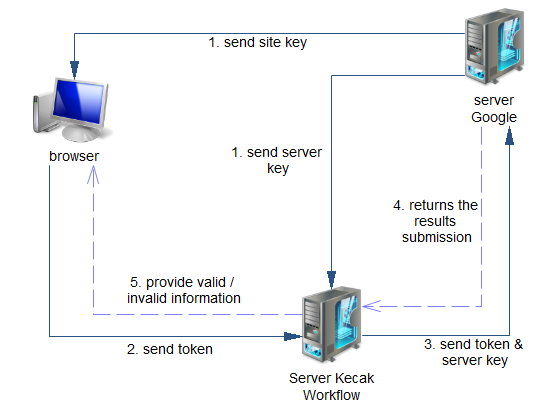 1. send site key
server
Google
browser
1. send server
key
4. returns the
results
submission
5. provide valid /
invalid information
2. send token
3. send token &
server key
Server Kecak
Workflow